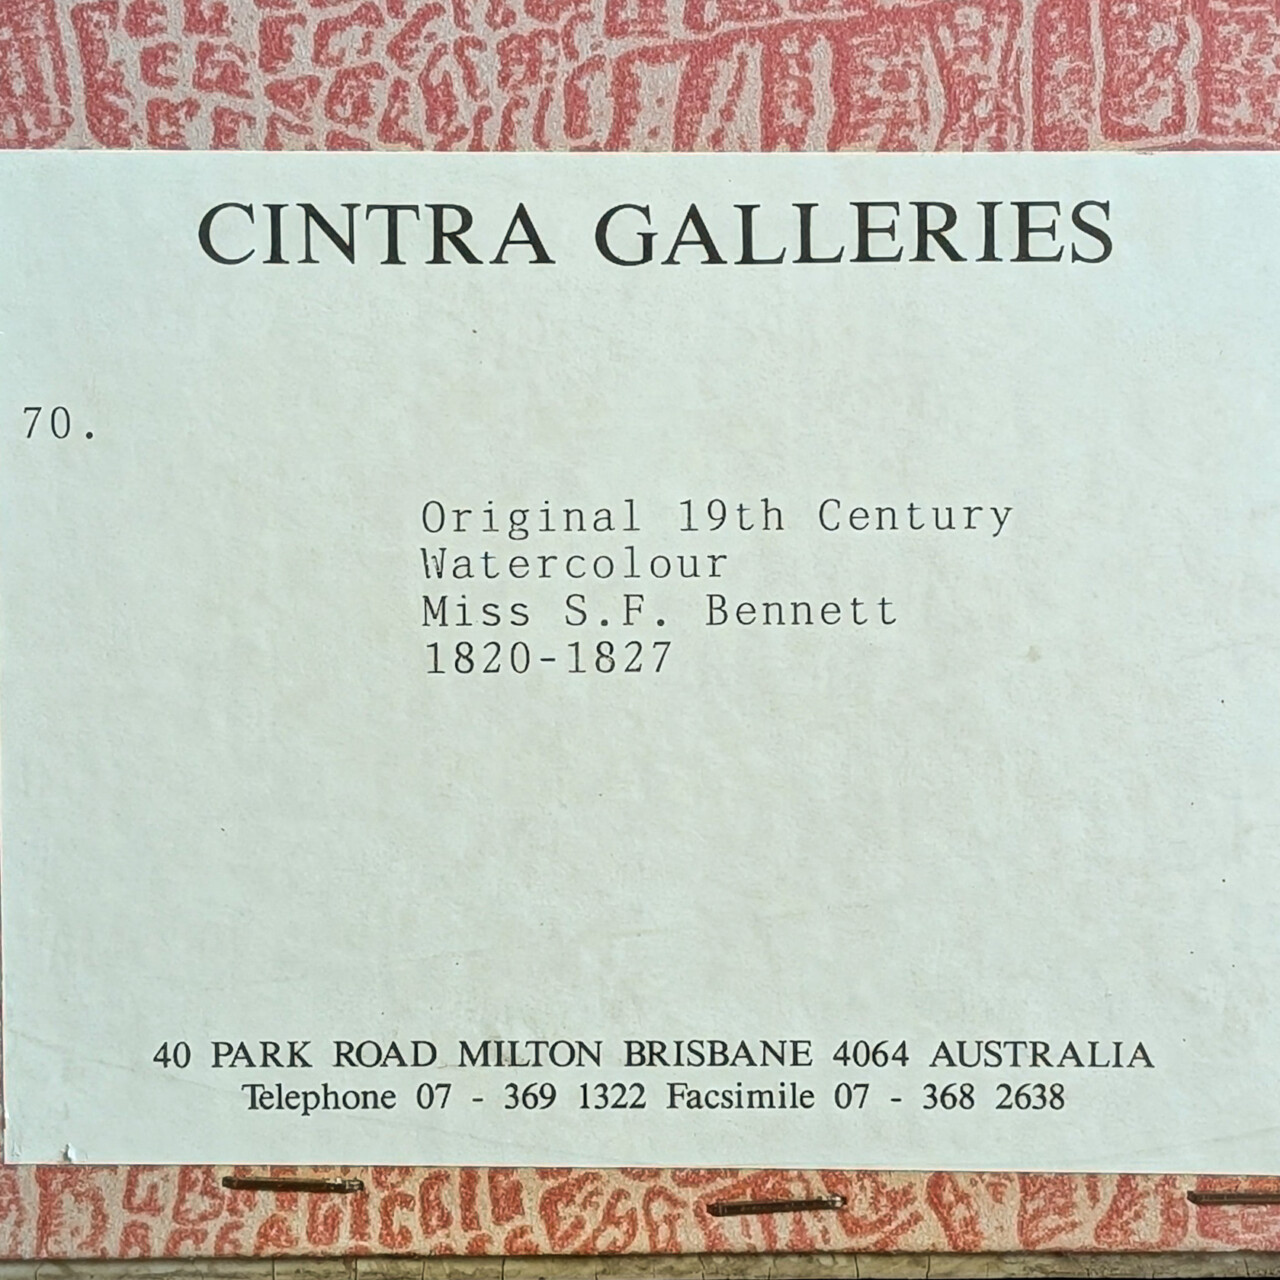 CINTRA GALLERIES
70.
Original 19th Century
Watercolour
Miss S.F. Bennett
1820-1827
40 PARK ROAD MILTON BRISBANE 4064 AUSTRALIA
Telephone 07 - 369 1322 Facsimile 07 - 368 2638